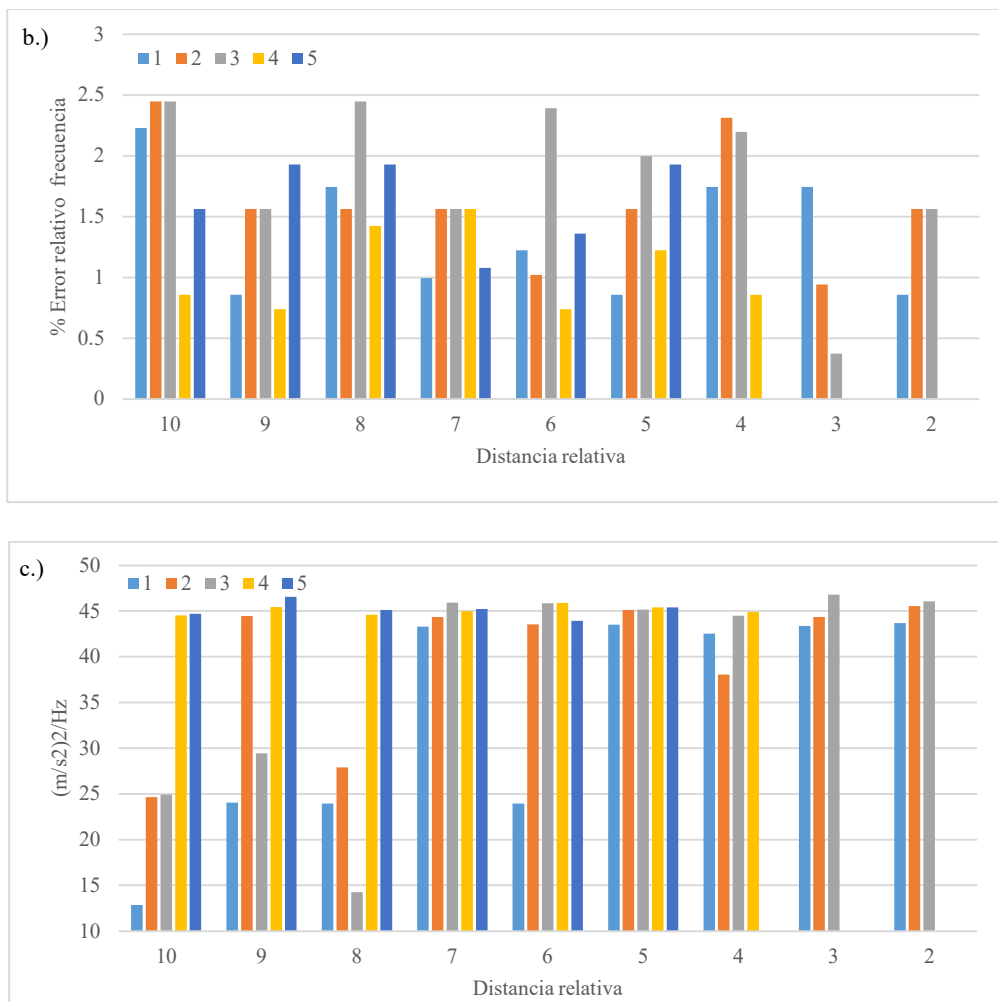 b.)
3
1 2 3 4 5
2.5
2
1.5
1
0.5
0
% Error relativo frecuencia
10 9 8 7 6 5 4 3 2
Distancia relativa
c.)
50
1 2 3 4 5
45
40
35
30
25
20
15
10
(m/s2)2/Hz
10 9 8 7 6 5 4 3 2
Distancia relativa